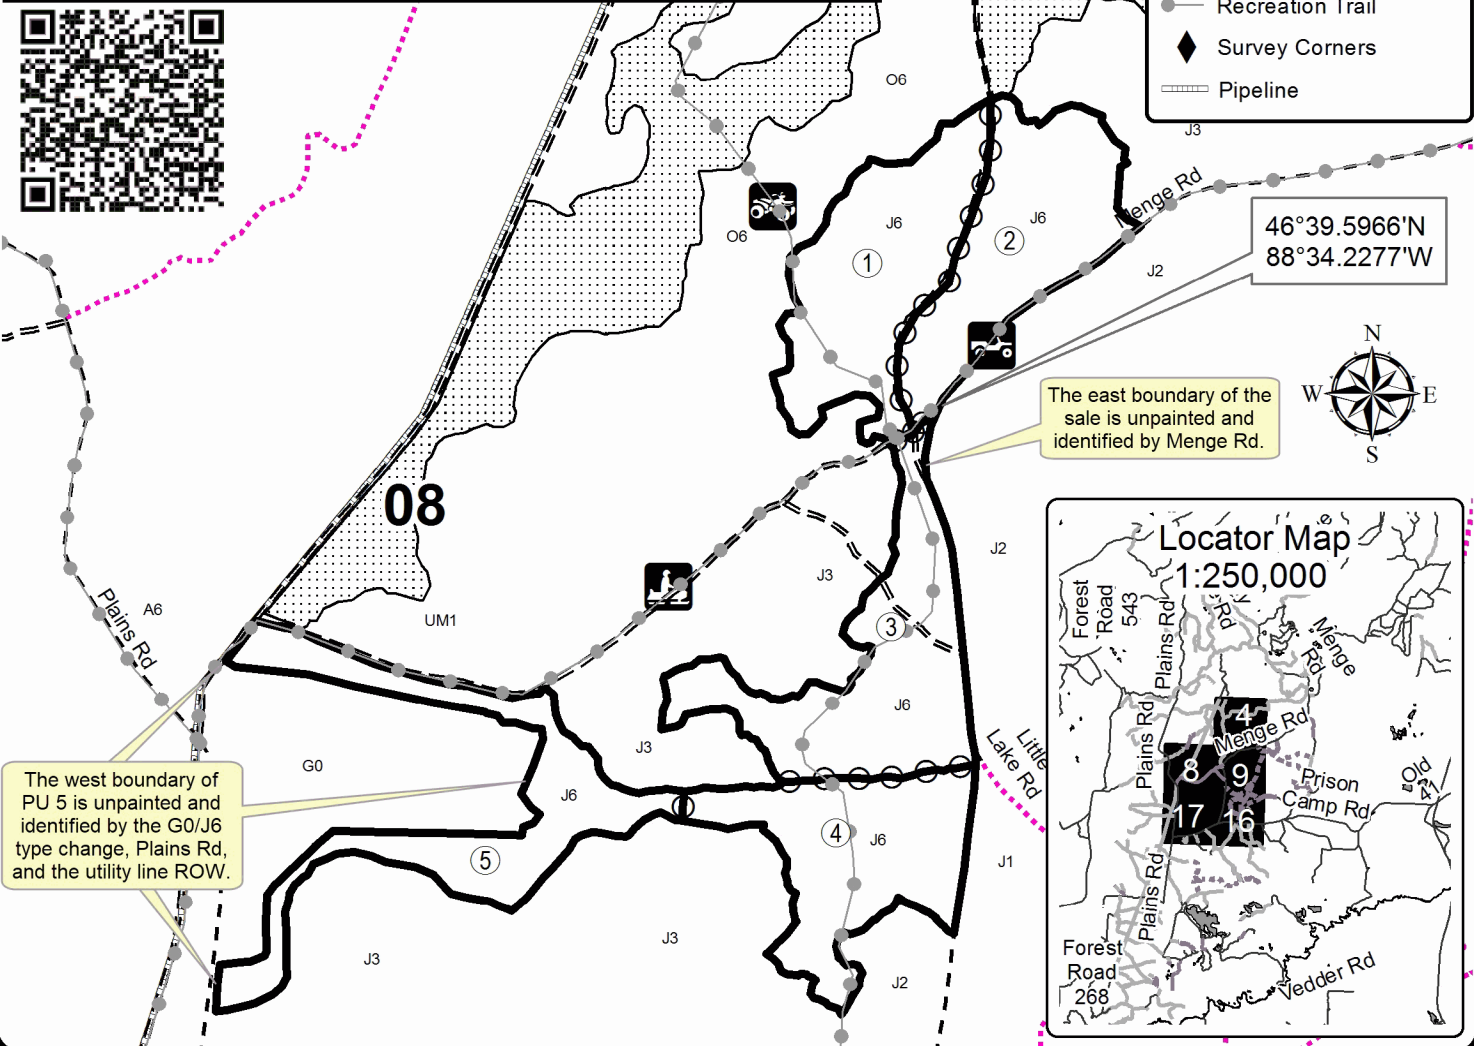 Recreation Trail
Survey Corners
Pipeline
O6
J3
Menge Rd
46°39.5966'N
88°34.2277'W
O6
J6
J6
1
2
J2
N
W
E
S
The east boundary of the
sale is unpainted and
identified by Menge Rd.
08
J2
J3
UM1
A6
Plains Rd
3
J6
J3
G0
J6
Little
Lake Rd
The west boundary of
PU 5 is unpainted and
identified by the G0/J6
type change, Plains Rd,
and the utility line ROW.
4
J6
5
J1
J3
J3
J2
Locator Map
1:250,000
Forest
Road
543
Plains Rd
Rd
Menge
Rd
Plains Rd
4
Menge Rd
8
9
Prison
Camp Rd
Old
41
17
16
Plains Rd
Forest
Road
268
Vedder Rd